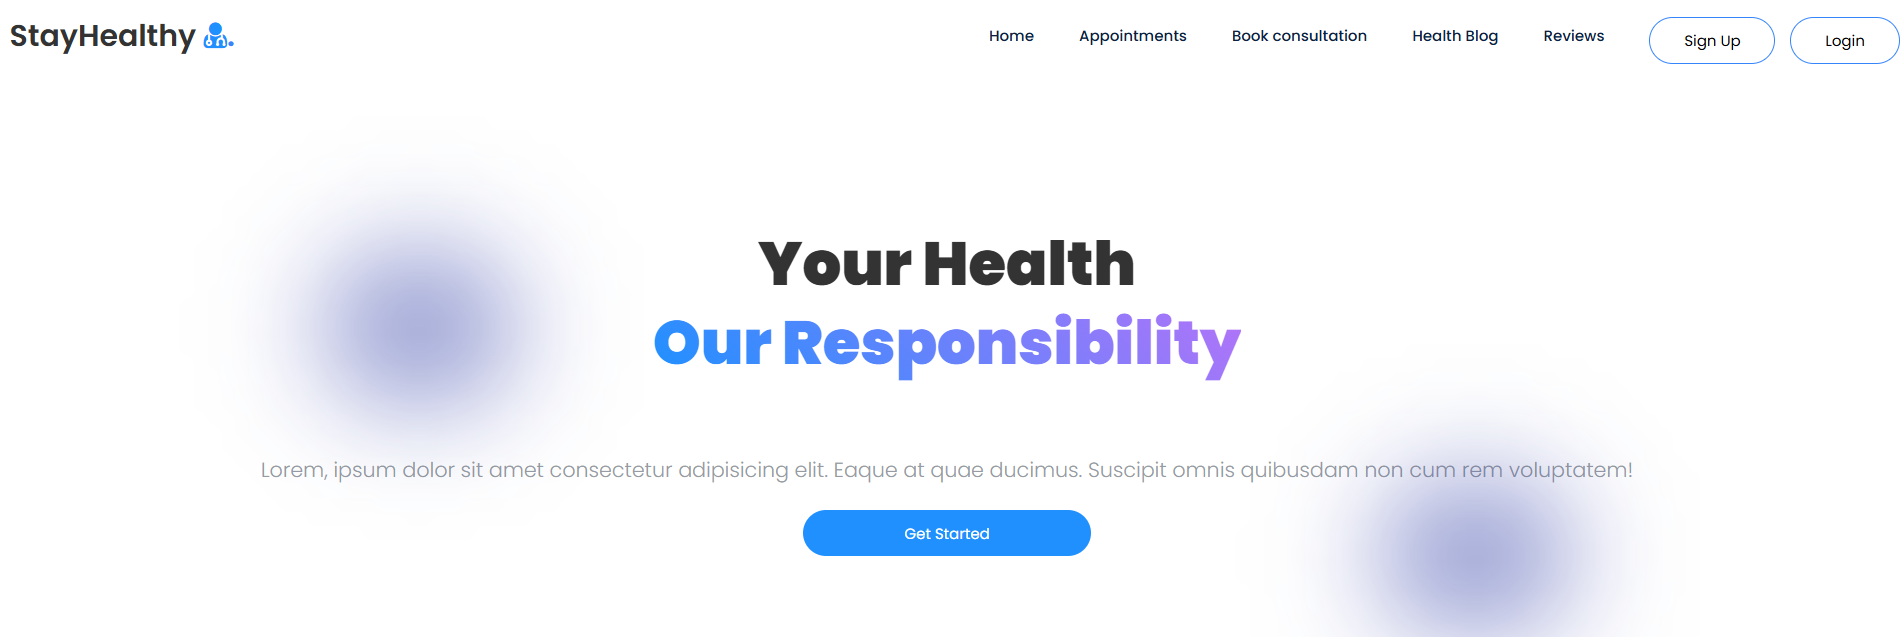 StayHealthy
Home Appointments Book consultation Health Blog Reviews Sign Up Login
Your Health
Our Responsibility
Lorem, ipsum dolor sit amet consectetur adipisicing elit. Eaque at quae ducimus. Suscipit omnis quibusdam non cum rem voluptatem!
Get Started